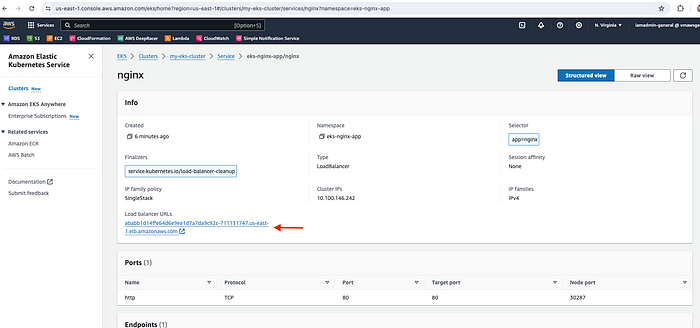 us-east-1.console.aws.amazon.com/eks/home?region=us-east-1#/clusters/my-eks-cluster/services/nginx?namespace=eks-nginx-app
aws Services Search [Option+S] N. Virginia iamadmin-general @
RDS S3 EC2 CloudFormation AWS DeepRacer Lambda CloudWatch Simple Notification Service
Amazon Elastic
Kubernetes Service
Clusters New
Amazon EKS Anywhere
Enterprise Subscriptions New
Related services
Amazon ECR
AWS Batch
Documentation
Submit feedback
EKS > Clusters > my-eks-cluster > Service > eks-nginx-app/nginx
nginx
Structured view Raw view
Info
Created Namespace Selector
6 minutes ago eks-nginx-app app=nginx
Finalizers Type Session affinity
service.kubernetes.io/load-balancer-cleanup LoadBalancer None
IP family policy Cluster IPs IP families
SingleStack 10.100.146.242 IPv4
Load balancer URLs
ababb1d14ffe64d6e9ee1d7a7da9c92c-711131747.us-east-
1.elb.amazonaws.com
Ports (1)
Name Protocol Port Target port Node port
http TCP 80 80 30287
Endpoints (1)